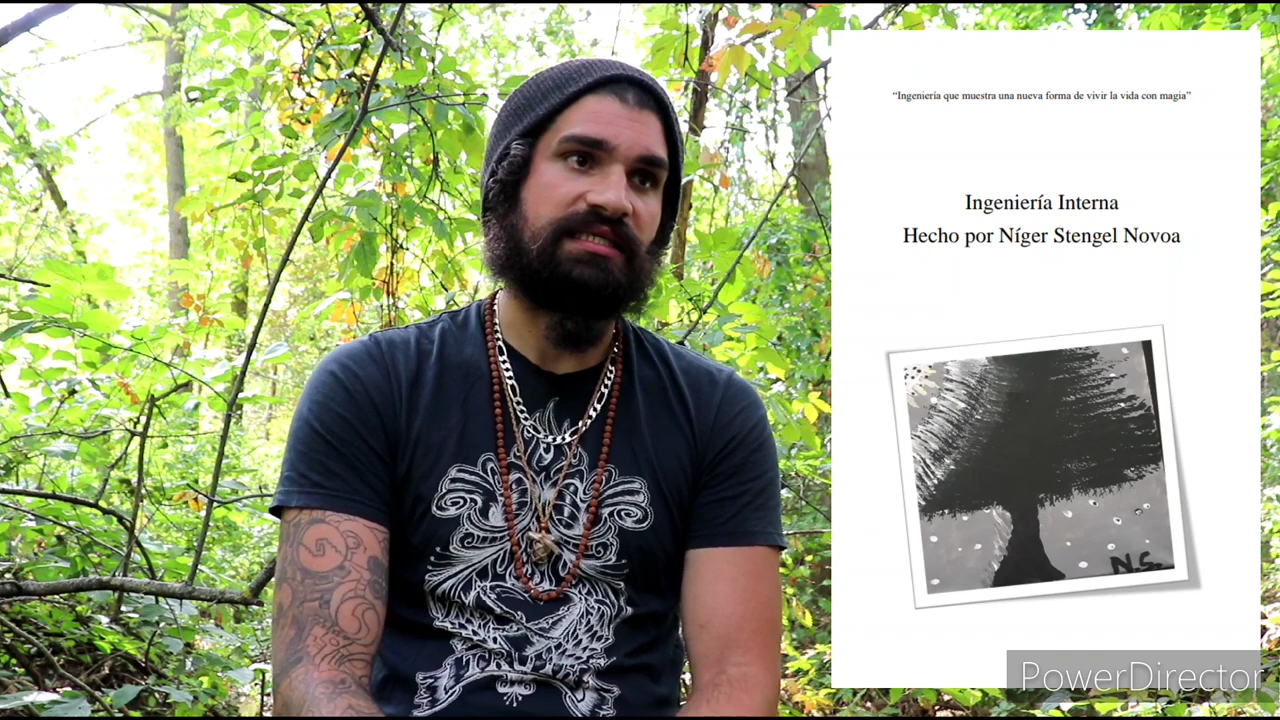 “Ingeniería que muestra una nueva forma de vivir la vida con magia”
Ingeniería Interna
Hecho por Níger Stengel Novoa
N.S.
TRUTH
PowerDirector